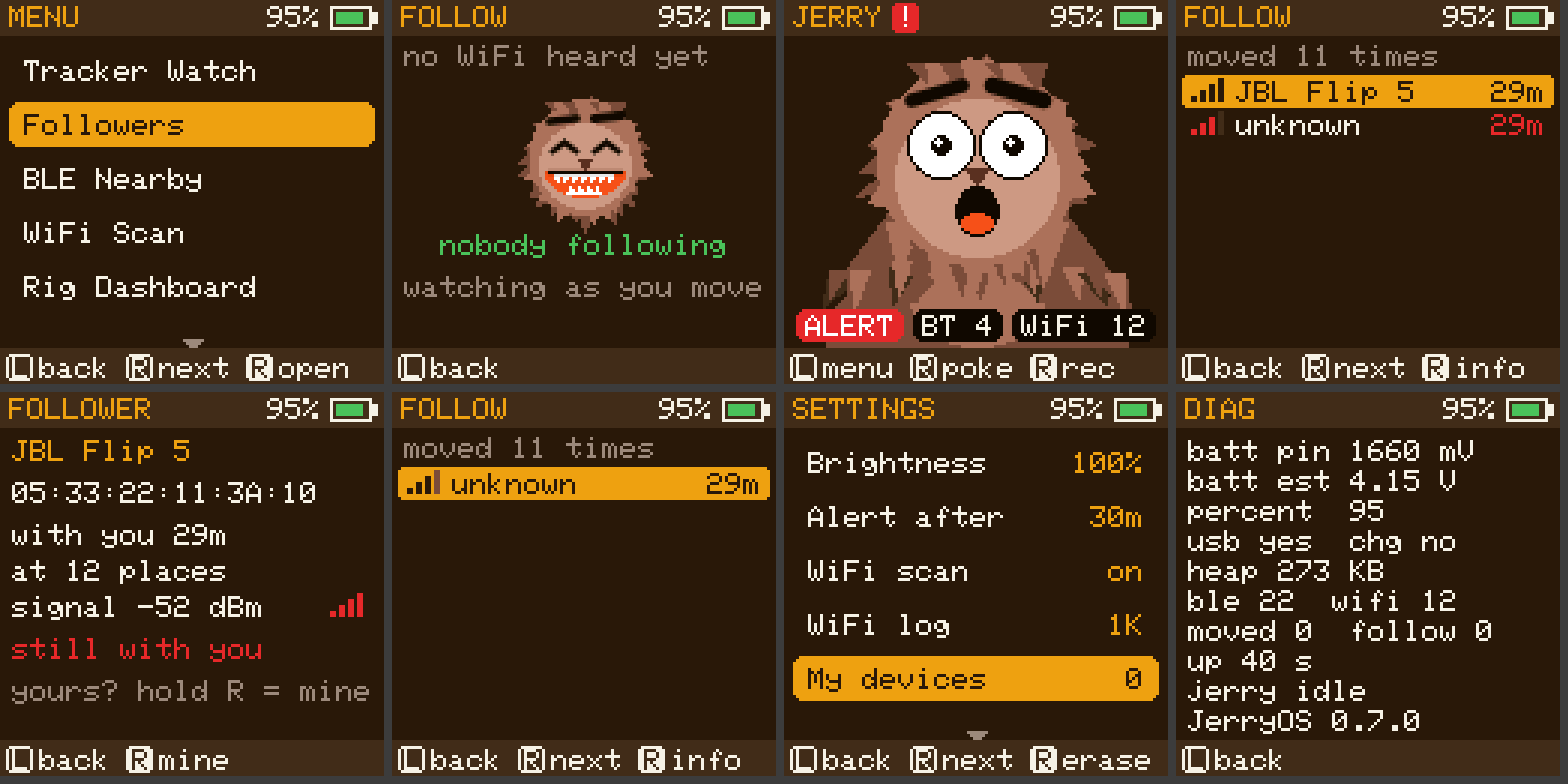 MENU 95%
Tracker Watch
Followers
BLE Nearby
WiFi Scan
Rig Dashboard
L back R next R open
FOLLOW 95%
no WiFi heard yet
nobody following
watching as you move
L back
JERRY ! 95%
ALERT BT 4 WiFi 12
L menu R poke R rec
FOLLOW 95%
moved 11 times
JBL Flip 5 29m
unknown 29m
L back R next R info
FOLLOWER 95%
JBL Flip 5
05:33:22:11:3A:10
with you 29m
at 12 places
signal -52 dBm
still with you
yours? hold R = mine
L back R mine
FOLLOW 95%
moved 11 times
unknown 29m
L back R next R info
SETTINGS 95%
Brightness 100%
Alert after 30m
WiFi scan on
WiFi log 1K
My devices 0
L back R next R erase
DIAG 95%
batt pin 1660 mV
batt est 4.15 V
percent 95
usb yes chg no
heap 273 KB
ble 22 wifi 12
moved 0 follow 0
up 40 s
Jerry idle
JerryOS 0.7.0
L back